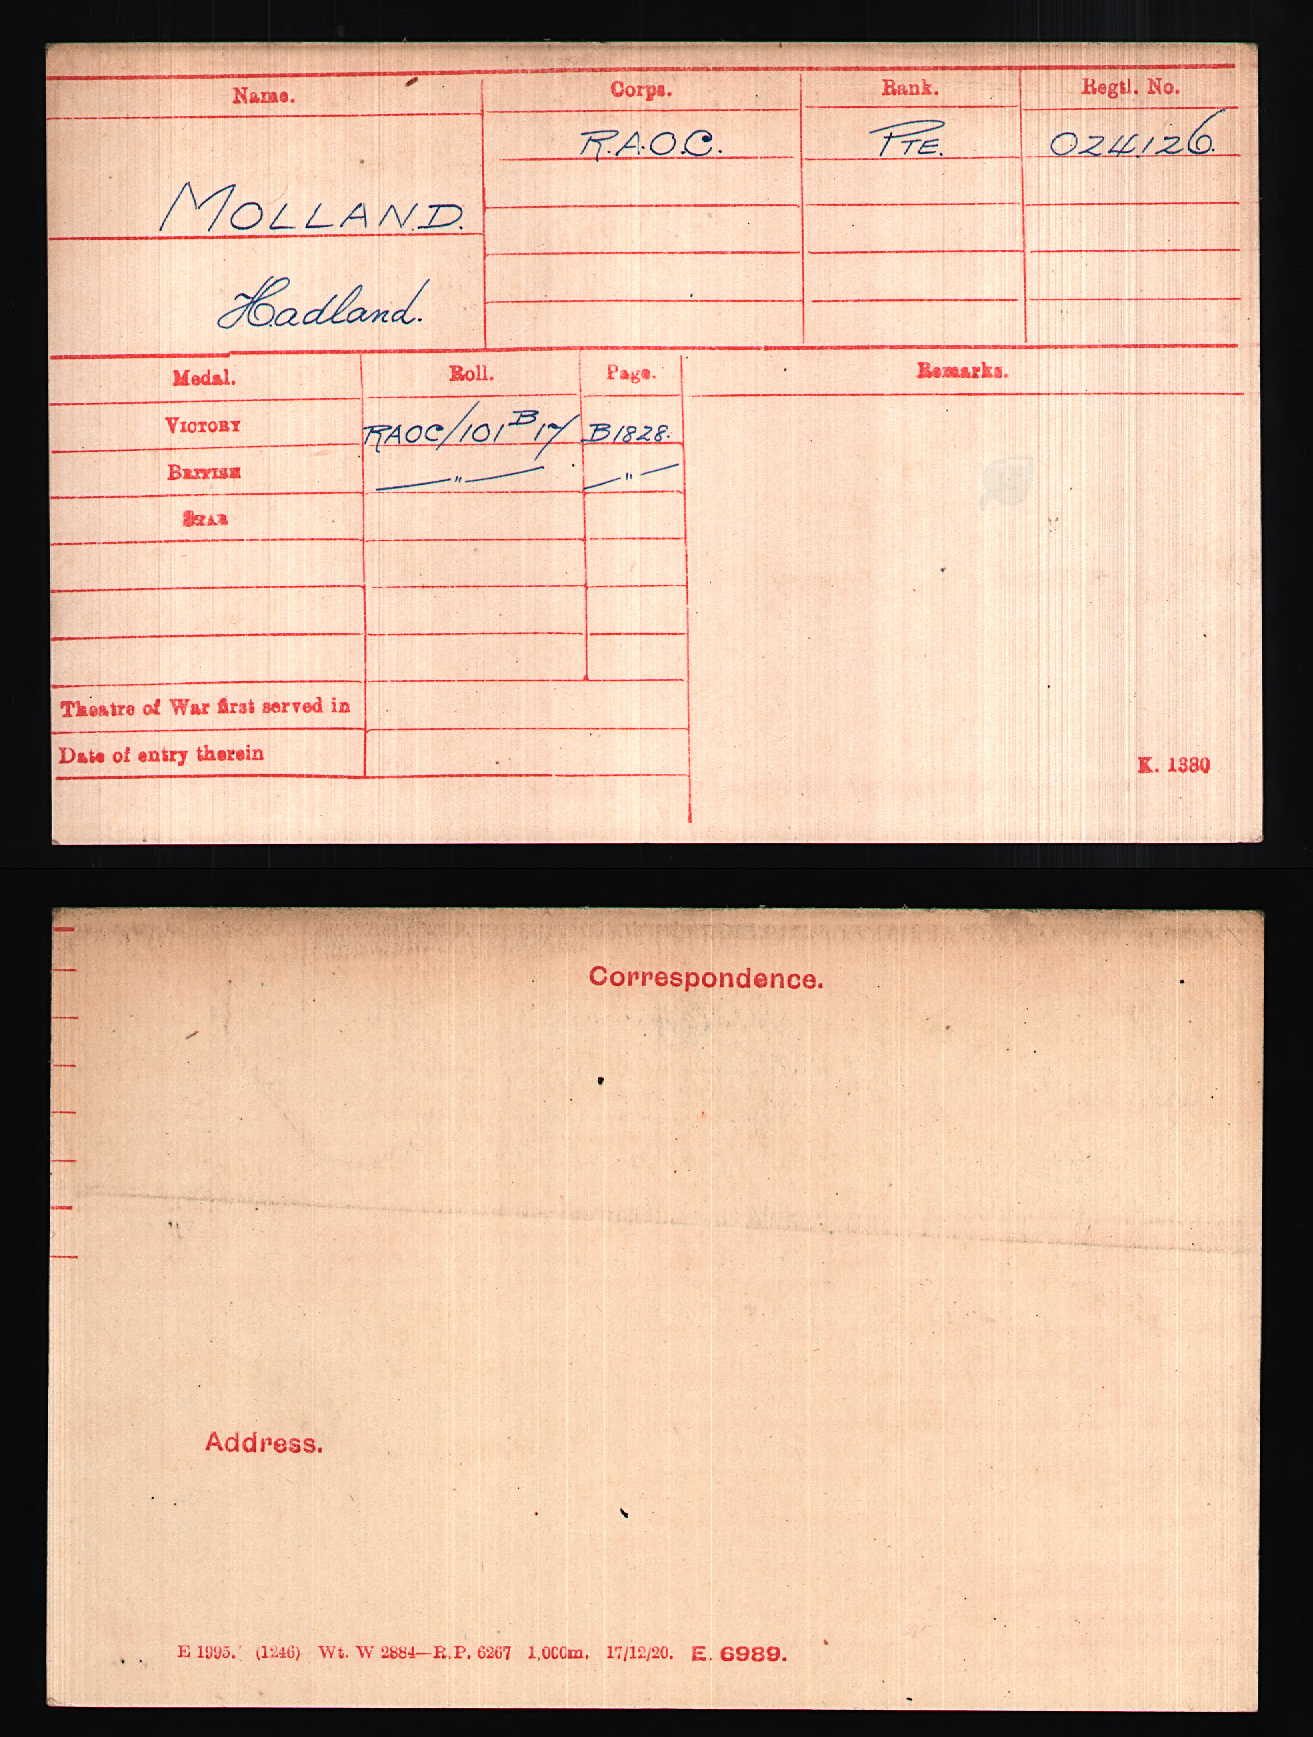 Name. Corps. Rank. Regtl. No.
R.A.O.C. PTE. 024126.
MOLLAND.
Hadland.
Medal. Roll. Page. Remarks.
VICTORY RAOC/101 B 17 B1828.
BRITISH —"— —"—
STAR
Theatre of War first served in
Date of entry therein
K. 1380
Correspondence.
Address.
E 1995. (1246) Wt. W 2884—R.P. 6267 1,000m. 17/12/20. E. 6989.